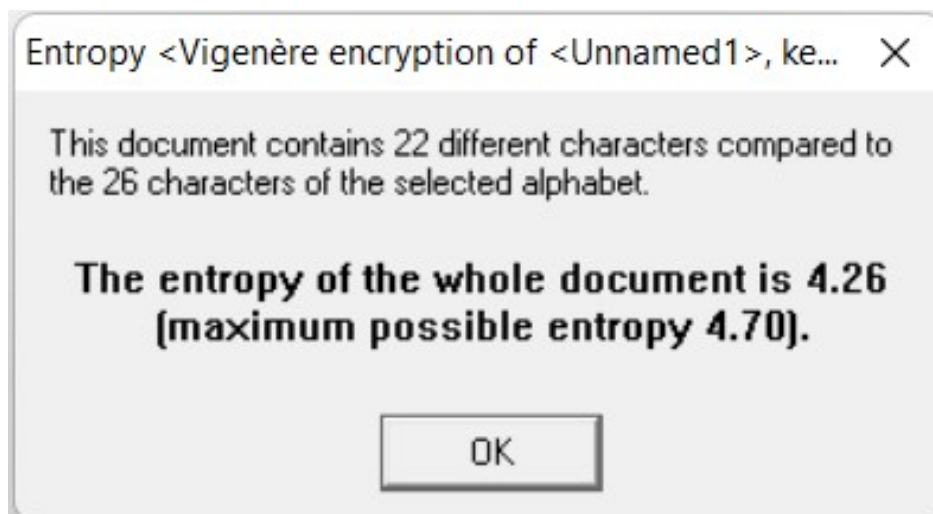 Entropy <Vigenère encryption of <Unnamed1>, ke...
This document contains 22 different characters compared to
the 26 characters of the selected alphabet.
The entropy of the whole document is 4.26
(maximum possible entropy 4.70).
OK